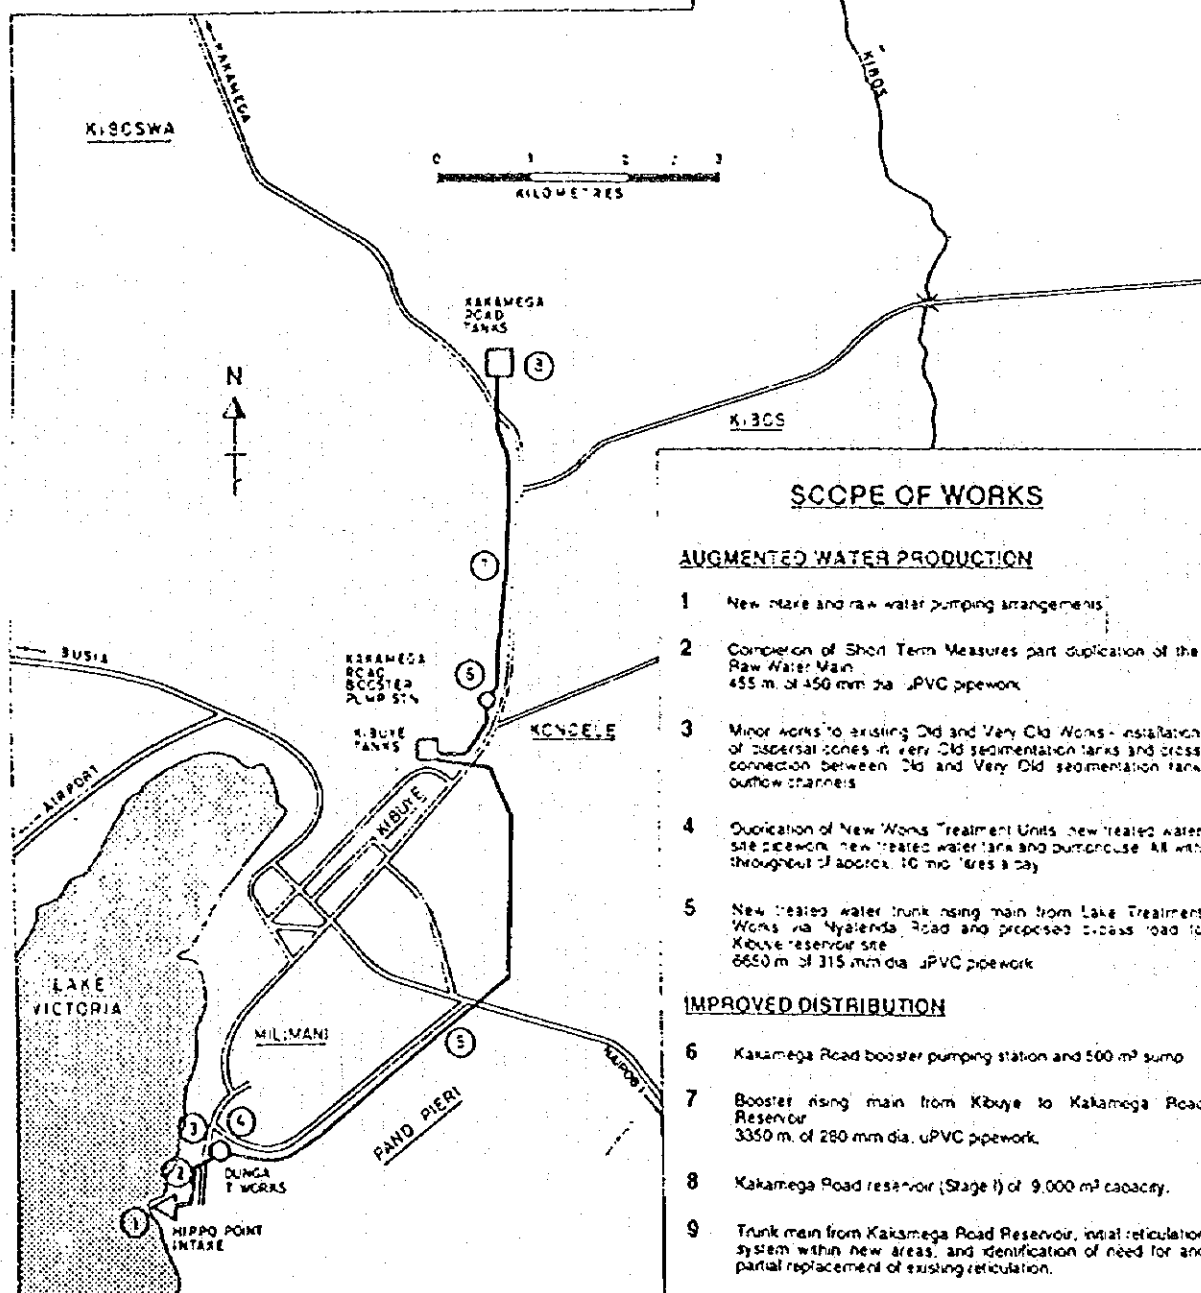 KAKAMEGA
KIBOS
KIBOSWA
0 1 2 3
KILOMETRES
KAKAMEGA
ROAD
TANKS
8
N
KIBOS
7
BUSIA
KAKAMEGA
ROAD
BOOSTER
PUMP STN
6
KIBUYE
TANKS
KONDELE
AIRPORT
KIBUYE
LAKE
VICTORIA
MILIMANI
5
NAIROBI
PAND PIERI
3
4
2
DUNGA
T WORKS
1
HIPPO POINT
INTAKE
SCOPE OF WORKS
AUGMENTED WATER PRODUCTION
1 New intake and raw water pumping arrangements
2 Completion of Short Term Measures part duplication of the
Raw Water Main
455 m. of 450 mm dia. uPVC pipework
3 Minor works to existing Old and Very Old Works - installation
of dispersal cones in Very Old sedimentation tanks and cross
connection between Old and Very Old sedimentation tank
outflow channels
4 Duplication of New Works Treatment Units, new treated water
site pipework, new treated water tank and pumphouse. All with
throughput of approx. 10 mio. litres a day
5 New treated water trunk rising main from Lake Treatment
Works via Nyalenda Road and proposed bypass road to
Kibuye reservoir site
6650 m. of 315 mm dia. uPVC pipework
IMPROVED DISTRIBUTION
6 Kakamega Road booster pumping station and 500 m³ sump
7 Booster rising main from Kibuye to Kakamega Road
Reservoir
3350 m. of 280 mm dia. uPVC pipework.
8 Kakamega Road reservoir (Stage I) of 9,000 m³ capacity.
9 Trunk main from Kakamega Road Reservoir, initial reticulation
system within new areas, and identification of need for and
partial replacement of existing reticulation.